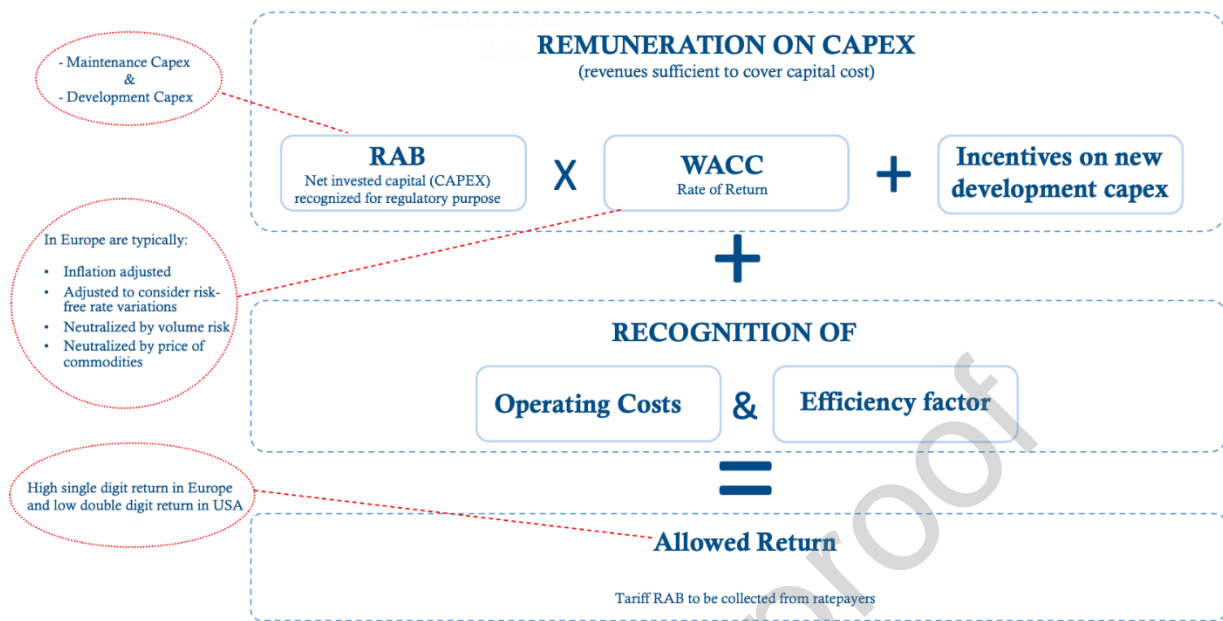 REMUNERATION ON CAPEX
(revenues sufficient to cover capital cost)
- Maintenance Capex
&
- Development Capex
RAB
Net invested capital (CAPEX)
recognized for regulatory purpose
X
WACC
Rate of Return
+
Incentives on new
development capex
+
In Europe are typically:
• Inflation adjusted
• Adjusted to consider risk-
free rate variations
• Neutralized by volume risk
• Neutralized by price of
commodities
RECOGNITION OF
Operating Costs
&
Efficiency factor
=
High single digit return in Europe
and low double digit return in USA
Allowed Return
Tariff RAB to be collected from ratepayers
proof